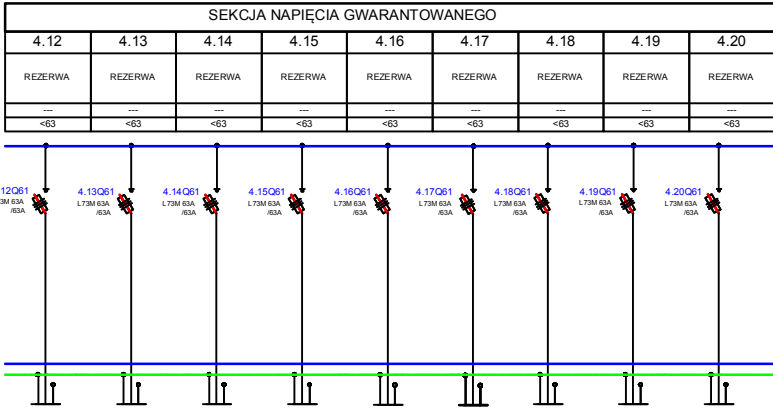 SEKCJA NAPIĘCIA GWARANTOWANEGO
4.12 4.13 4.14 4.15 4.16 4.17 4.18 4.19 4.20
REZERWA REZERWA REZERWA REZERWA REZERWA REZERWA REZERWA REZERWA REZERWA
--- --- --- --- --- --- --- --- ---
<63 <63 <63 <63 <63 <63 <63 <63 <63
12Q61 4.13Q61 4.14Q61 4.15Q61 4.16Q61 4.17Q61 4.18Q61 4.19Q61 4.20Q61
73M 63A L73M 63A L73M 63A L73M 63A L73M 63A L73M 63A L73M 63A L73M 63A L73M 63A
/63A /63A /63A /63A /63A /63A /63A /63A /63A